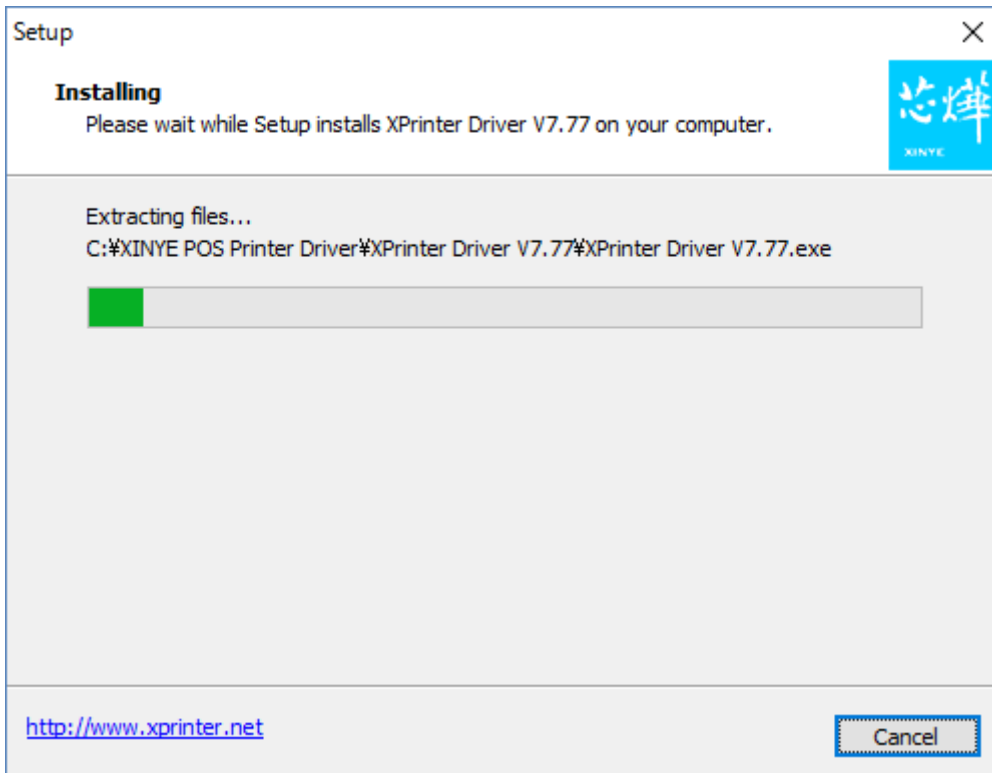 Setup
Installing
Please wait while Setup installs XPrinter Driver V7.77 on your computer.
芯烨
XINYE
Extracting files...
C:¥XINYE POS Printer Driver¥XPrinter Driver V7.77¥XPrinter Driver V7.77.exe
http://www.xprinter.net
Cancel